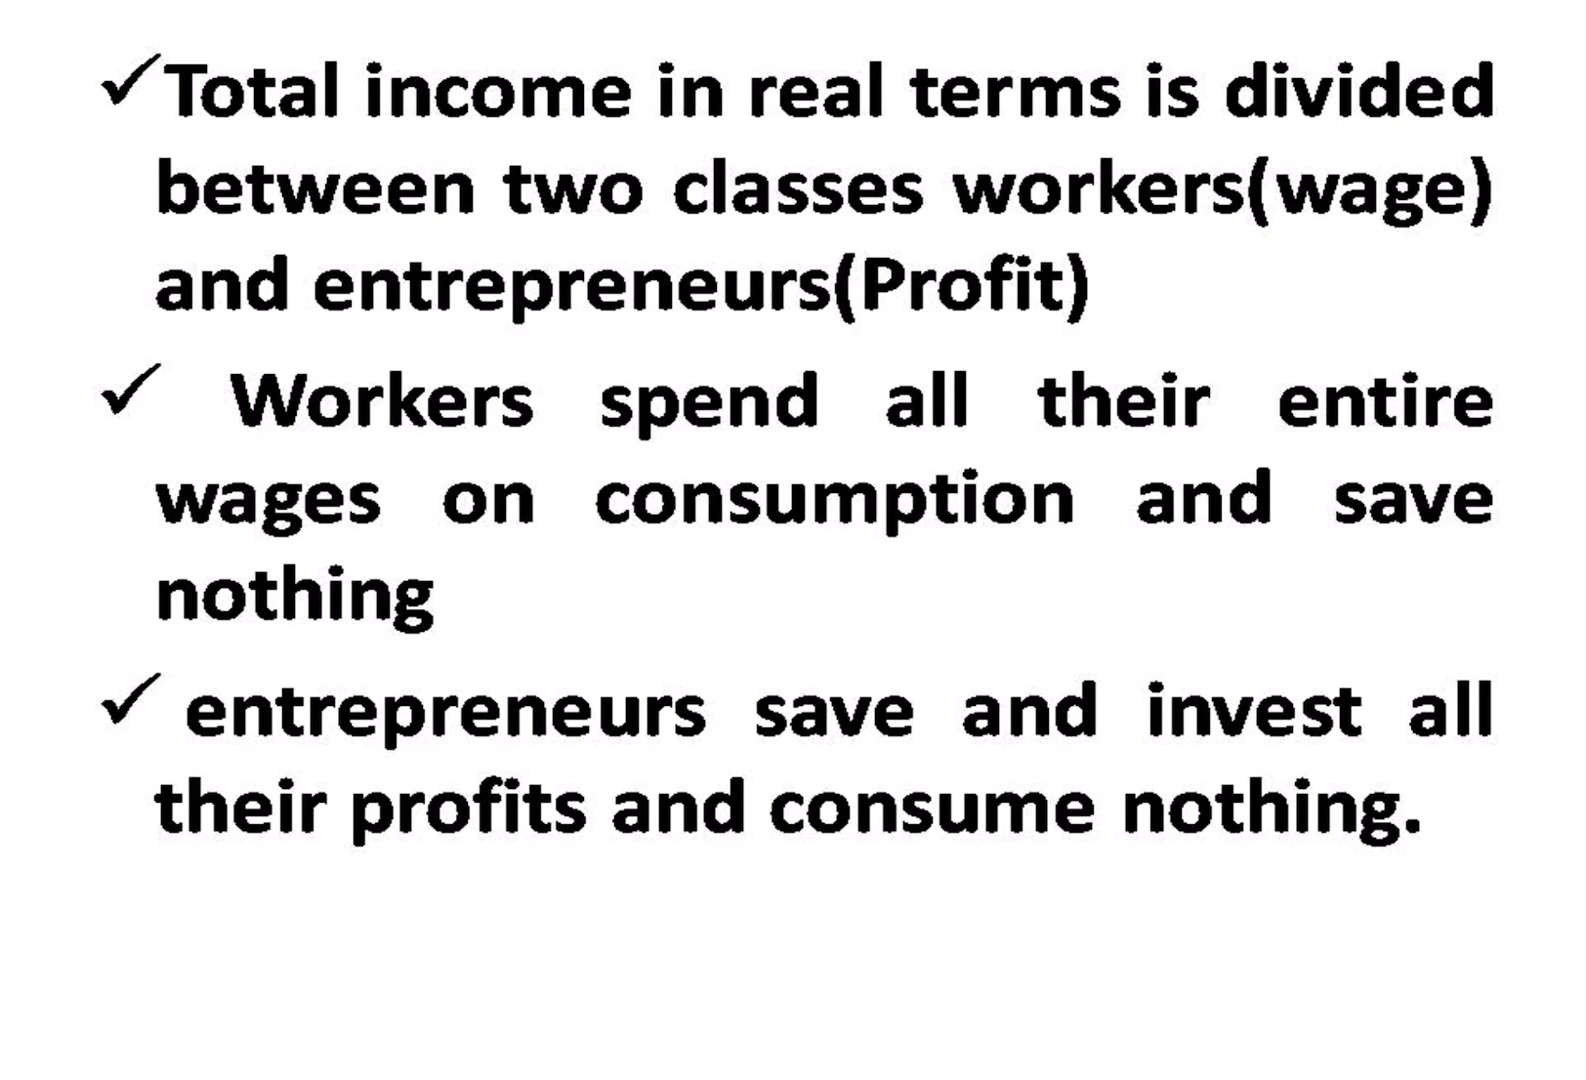 ✓Total income in real terms is divided
between two classes workers(wage)
and entrepreneurs(Profit)
✓ Workers spend all their entire
wages on consumption and save
nothing
✓ entrepreneurs save and invest all
their profits and consume nothing.